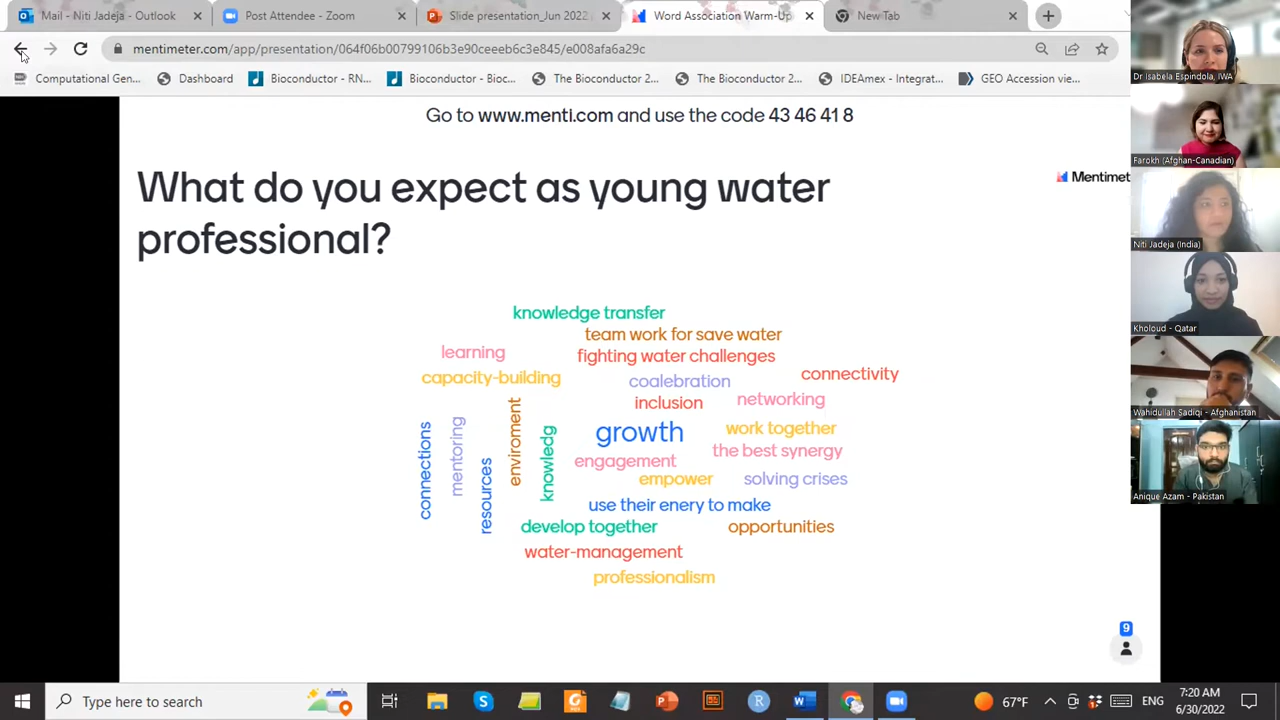 Mail - Niti Jadeja - Outlook
Post Attendee - Zoom
Slide presentation_Jun 2022
Word Association Warm-Up
New Tab
mentimeter.com/app/presentation/064f06b00799106b3e90ceeeb6c3e845/e008afa6a29c
Computational Gen...
Dashboard
Bioconductor - RN...
Bioconductor - Bioc...
The Bioconductor 2...
The Bioconductor 2...
IDEAmex - Integrat...
GEO Accession vie...
Go to www.menti.com and use the code 43 46 41 8
What do you expect as young water
professional?
Mentimet
knowledge transfer
team work for save water
learning
fighting water challenges
capacity-building
coalebration
connectivity
inclusion
networking
connections
mentoring
resources
enviroment
knowledg
growth
work together
the best synergy
engagement
empower
solving crises
use their enery to make
develop together
opportunities
water-management
professionalism
9
Dr Isabela Espindola, IWA
Farokh (Afghan-Canadian)
Niti Jadeja (India)
Kholoud - Qatar
Wahidullah Sadiqi - Afghanistan
Anique Azam - Pakistan
Type here to search
67°F
ENG
7:20 AM
6/30/2022